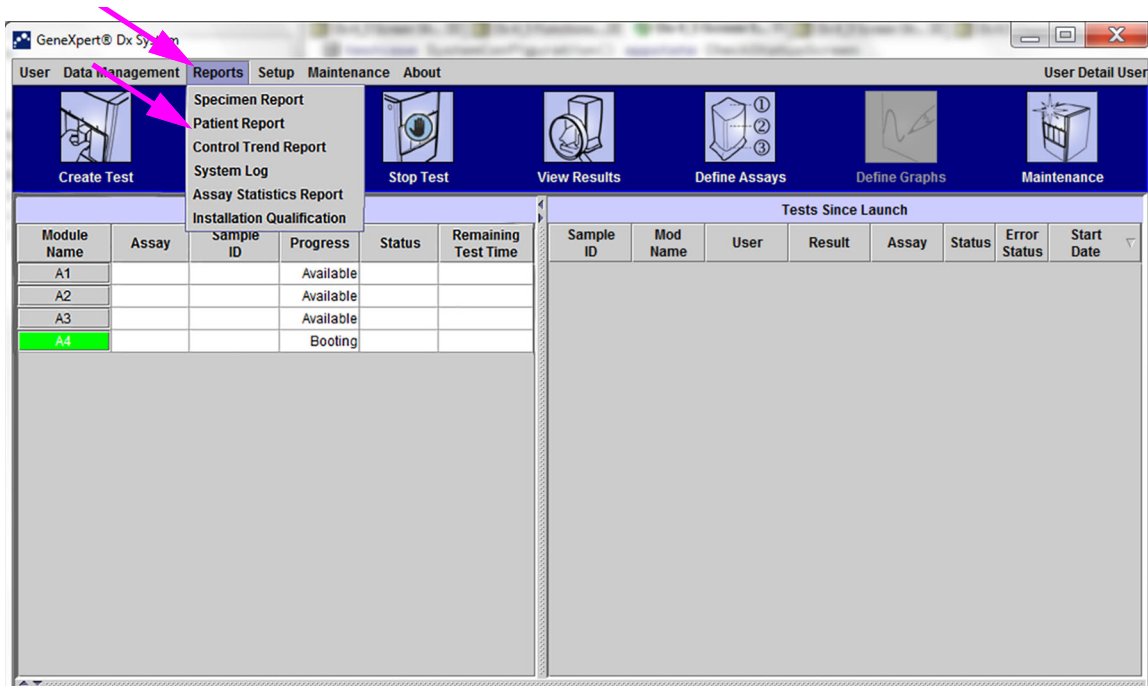 GeneXpert® Dx System
User Data Management Reports Setup Maintenance About User Detail User
Specimen Report
Patient Report
Control Trend Report
System Log
Assay Statistics Report
Installation Qualification
Create Test Stop Test View Results Define Assays Define Graphs Maintenance
Tests Since Launch
Module Name Assay Sample ID Progress Status Remaining Test Time
Sample ID Mod Name User Result Assay Status Error Status Start Date
A1 Available
A2 Available
A3 Available
A4 Booting